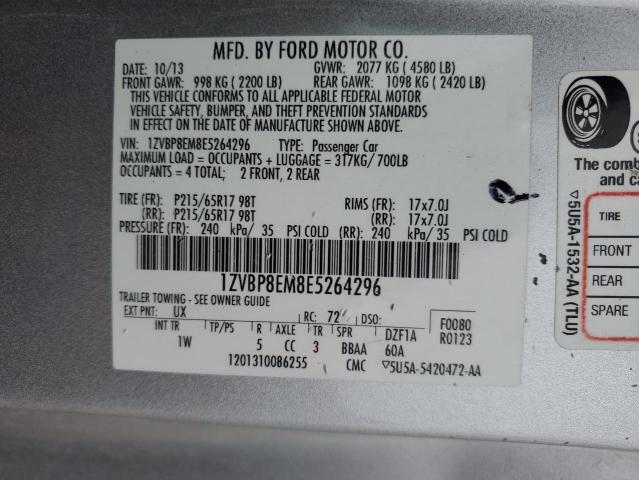 MFD. BY FORD MOTOR CO.
DATE: 10/13 GVWR: 2077 KG (4580 LB)
FRONT GAWR: 998 KG (2200 LB) REAR GAWR: 1098 KG (2420 LB)
THIS VEHICLE CONFORMS TO ALL APPLICABLE FEDERAL MOTOR
VEHICLE SAFETY, BUMPER, AND THEFT PREVENTION STANDARDS
IN EFFECT ON THE DATE OF MANUFACTURE SHOWN ABOVE.
VIN: 1ZVBP8EM8E5264296 TYPE: Passenger Car
MAXIMUM LOAD = OCCUPANTS + LUGGAGE = 317KG/700LB
OCCUPANTS = 4 TOTAL; 2 FRONT, 2 REAR
TIRE (FR): P215/65R17 98T RIMS (FR): 17x7.0J
(RR): P215/65R17 98T (RR): 17x7.0J
PRESSURE (FR): 240 kPa/ 35 PSI COLD (RR): 240 kPa/ 35 PSI COLD
1ZVBP8EM8E5264296
TRAILER TOWING - SEE OWNER GUIDE
EXT PNT: UX RC: 72 DSO: F0080
INT TR TP/PS R AXLE TR SPR DZF1A R0123
1W 5 CC 3 BBAA 60A
1201310086255 CMC ▽5U5A-5420472-AA
The comb
and ca
TIRE
FRONT
REAR
SPARE
▽5U5A-1532-AA (TLU)